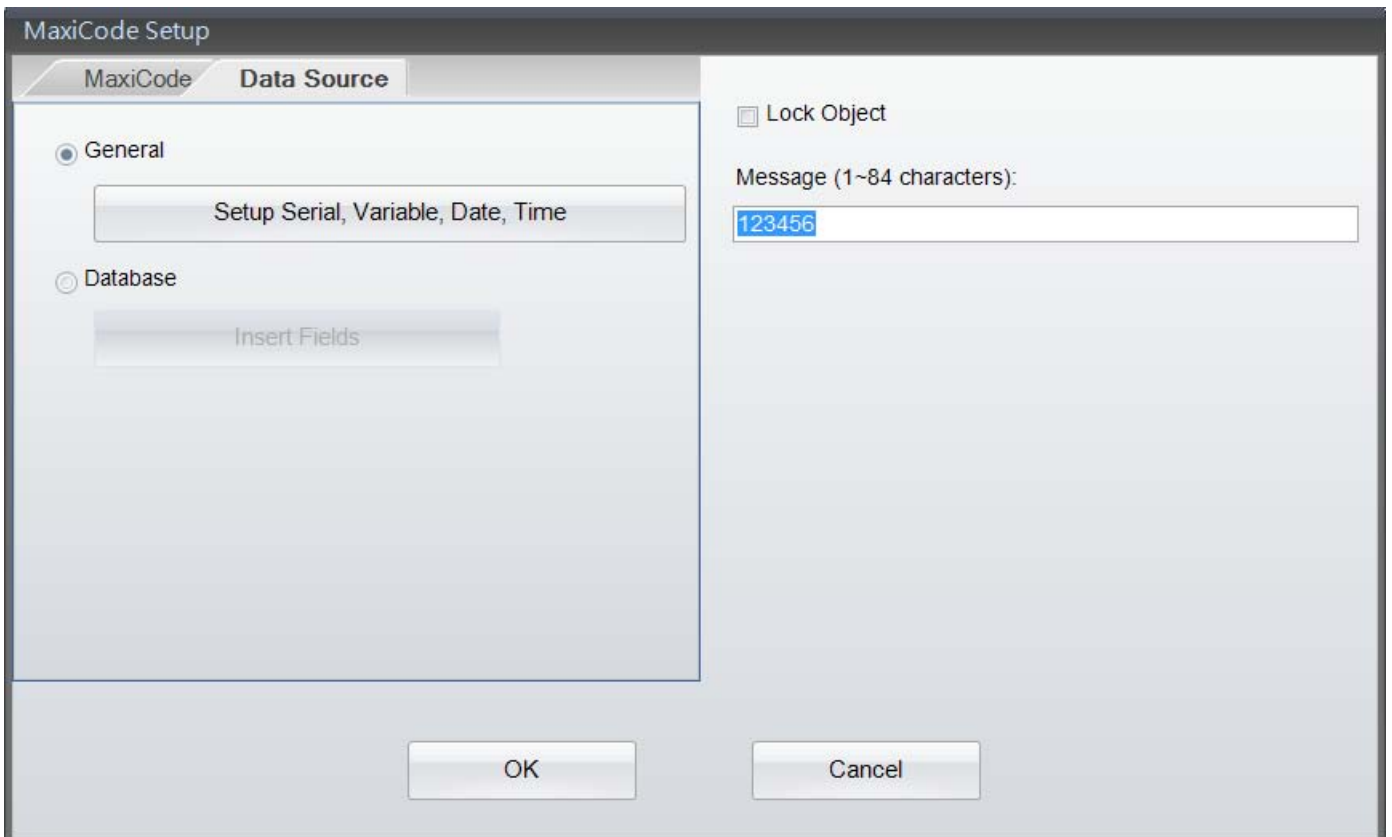 MaxiCode Setup
MaxiCode
Data Source
General
Setup Serial, Variable, Date, Time
Database
Insert Fields
Lock Object
Message (1~84 characters):
123456
OK
Cancel